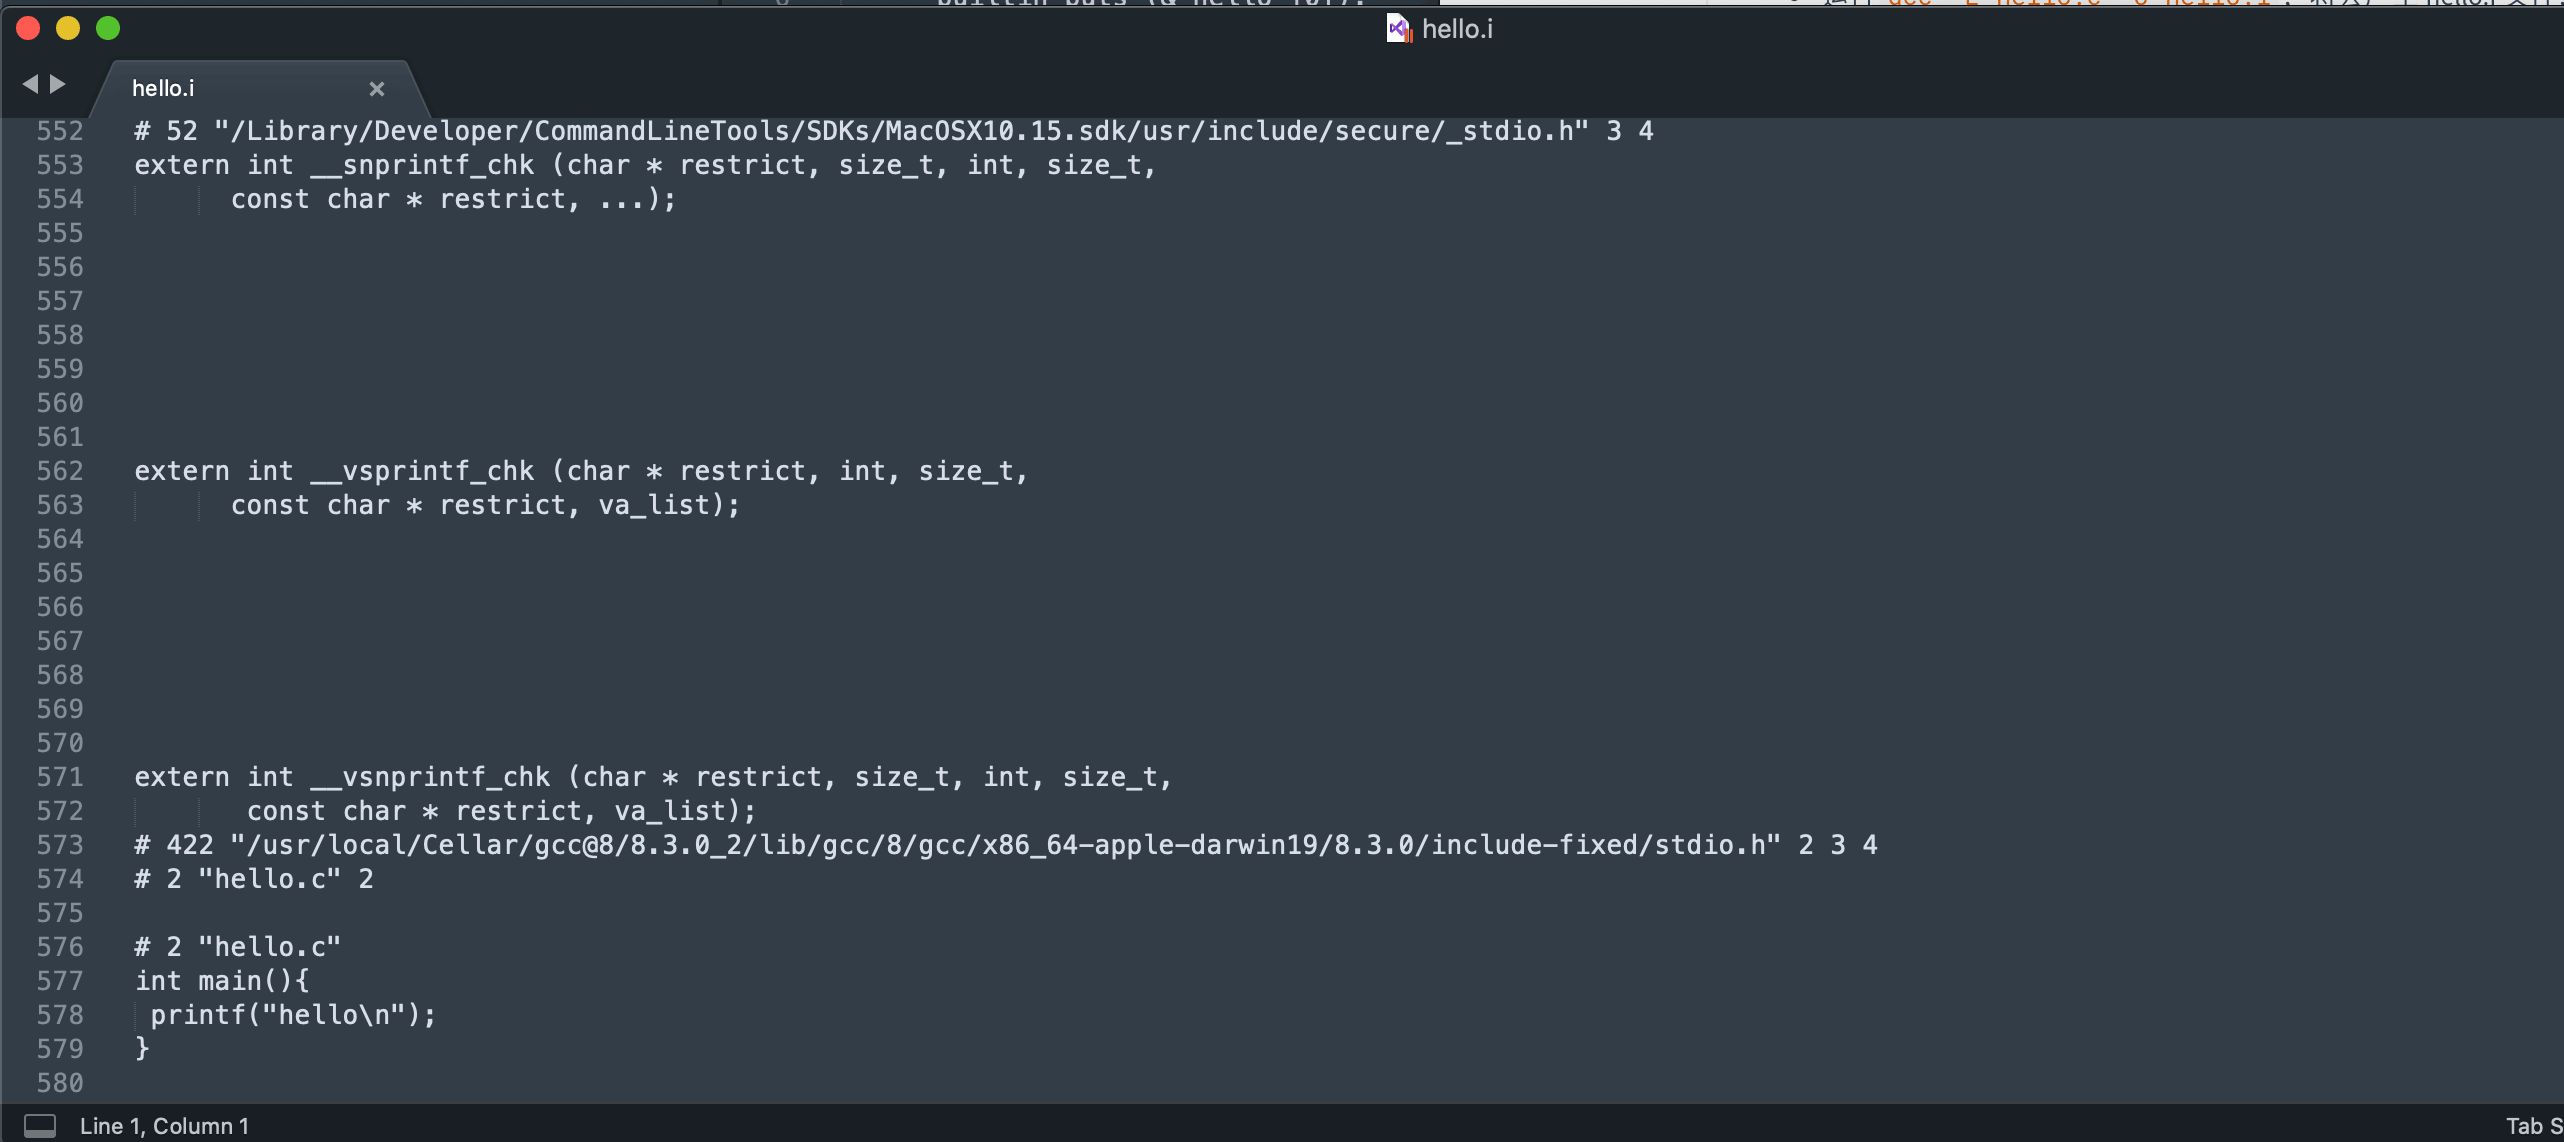 hello.i
hello.i
552 # 52 "/Library/Developer/CommandLineTools/SDKs/MacOSX10.15.sdk/usr/include/secure/_stdio.h" 3 4
553 extern int __snprintf_chk (char * restrict, size_t, int, size_t,
554       const char * restrict, ...);
555
556
557
558
559
560
561
562 extern int __vsprintf_chk (char * restrict, int, size_t,
563       const char * restrict, va_list);
564
565
566
567
568
569
570
571 extern int __vsnprintf_chk (char * restrict, size_t, int, size_t,
572        const char * restrict, va_list);
573 # 422 "/usr/local/Cellar/gcc@8/8.3.0_2/lib/gcc/8/gcc/x86_64-apple-darwin19/8.3.0/include-fixed/stdio.h" 2 3 4
574 # 2 "hello.c" 2
575
576 # 2 "hello.c"
577 int main(){
578  printf("hello\n");
579 }
580
Line 1, Column 1
Tab S